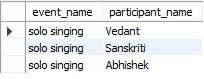 event_name participant_name
solo singing Vedant
solo singing Sanskriti
solo singing Abhishek